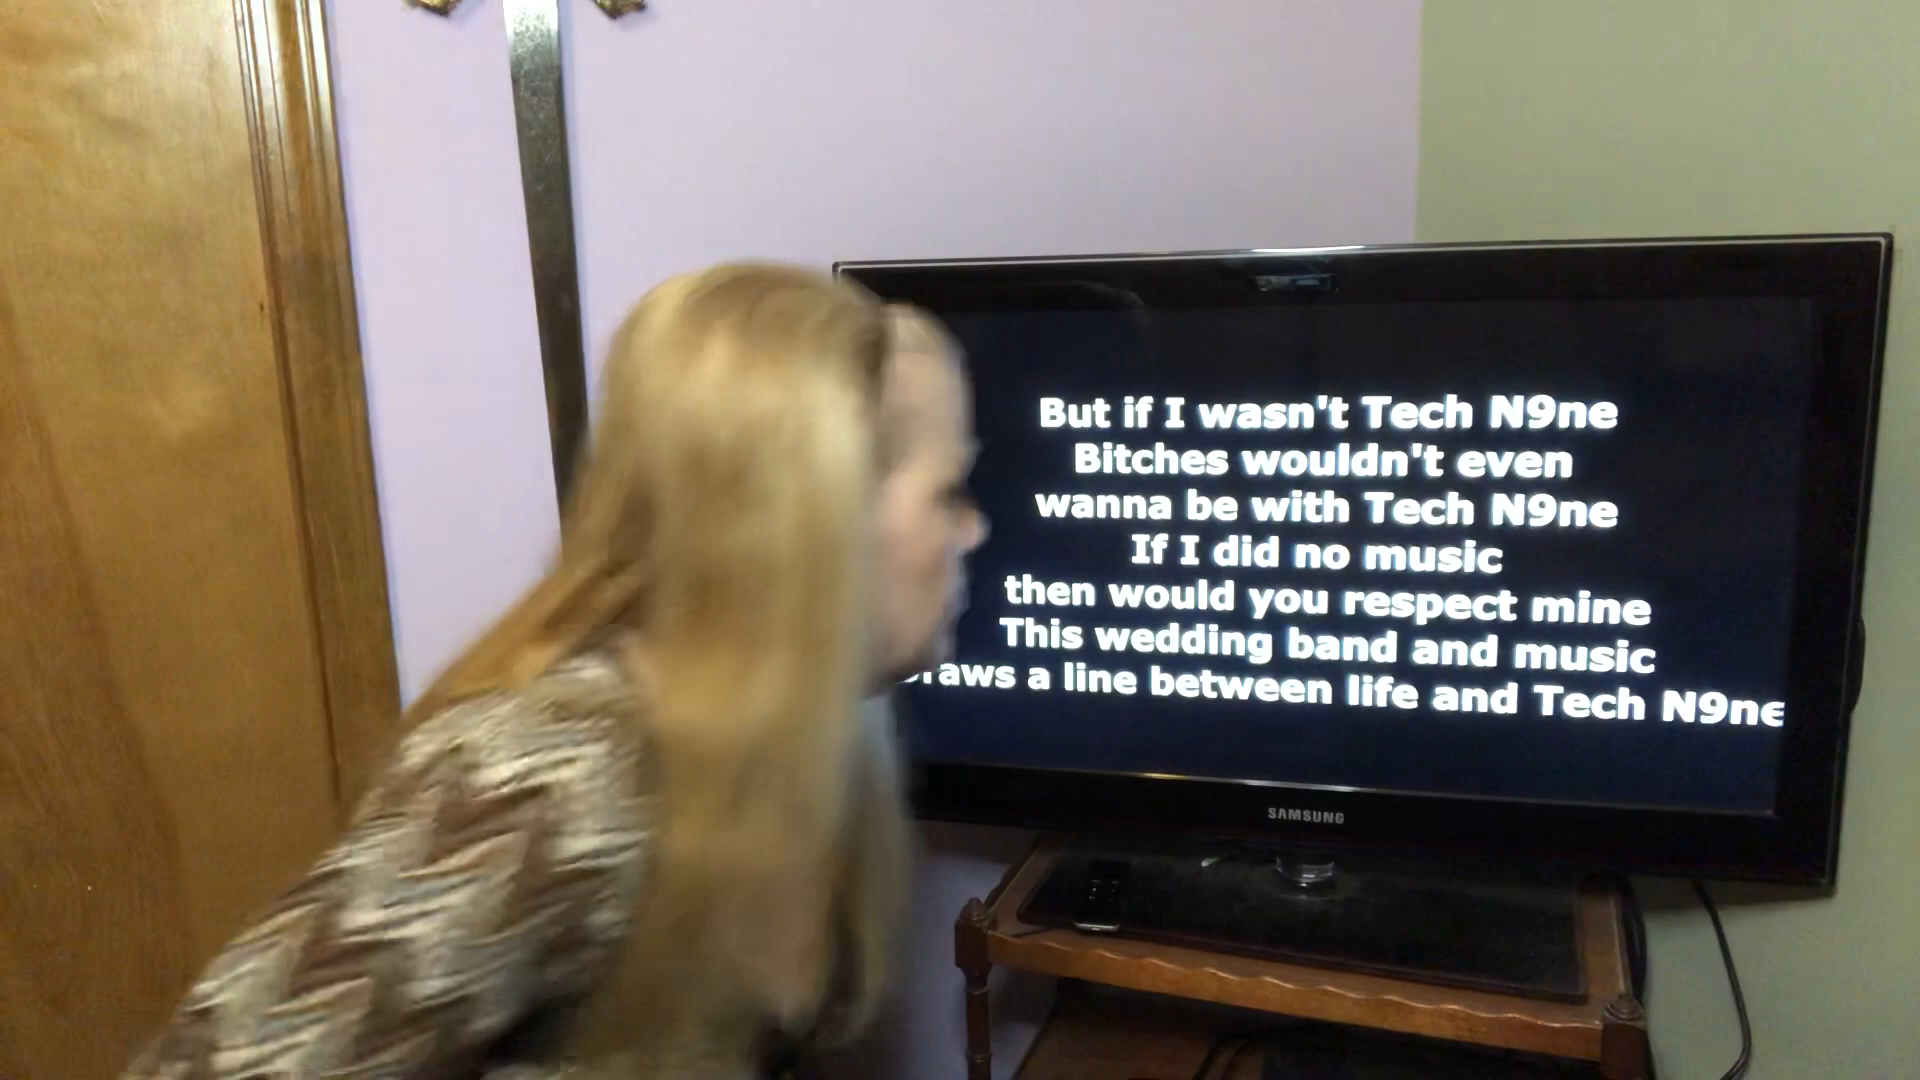 But if I wasn't Tech N9ne
Bitches wouldn't even
wanna be with Tech N9ne
If I did no music
then would you respect mine
This wedding band and music
a line between life and Tech N9ne
SAMSUNG